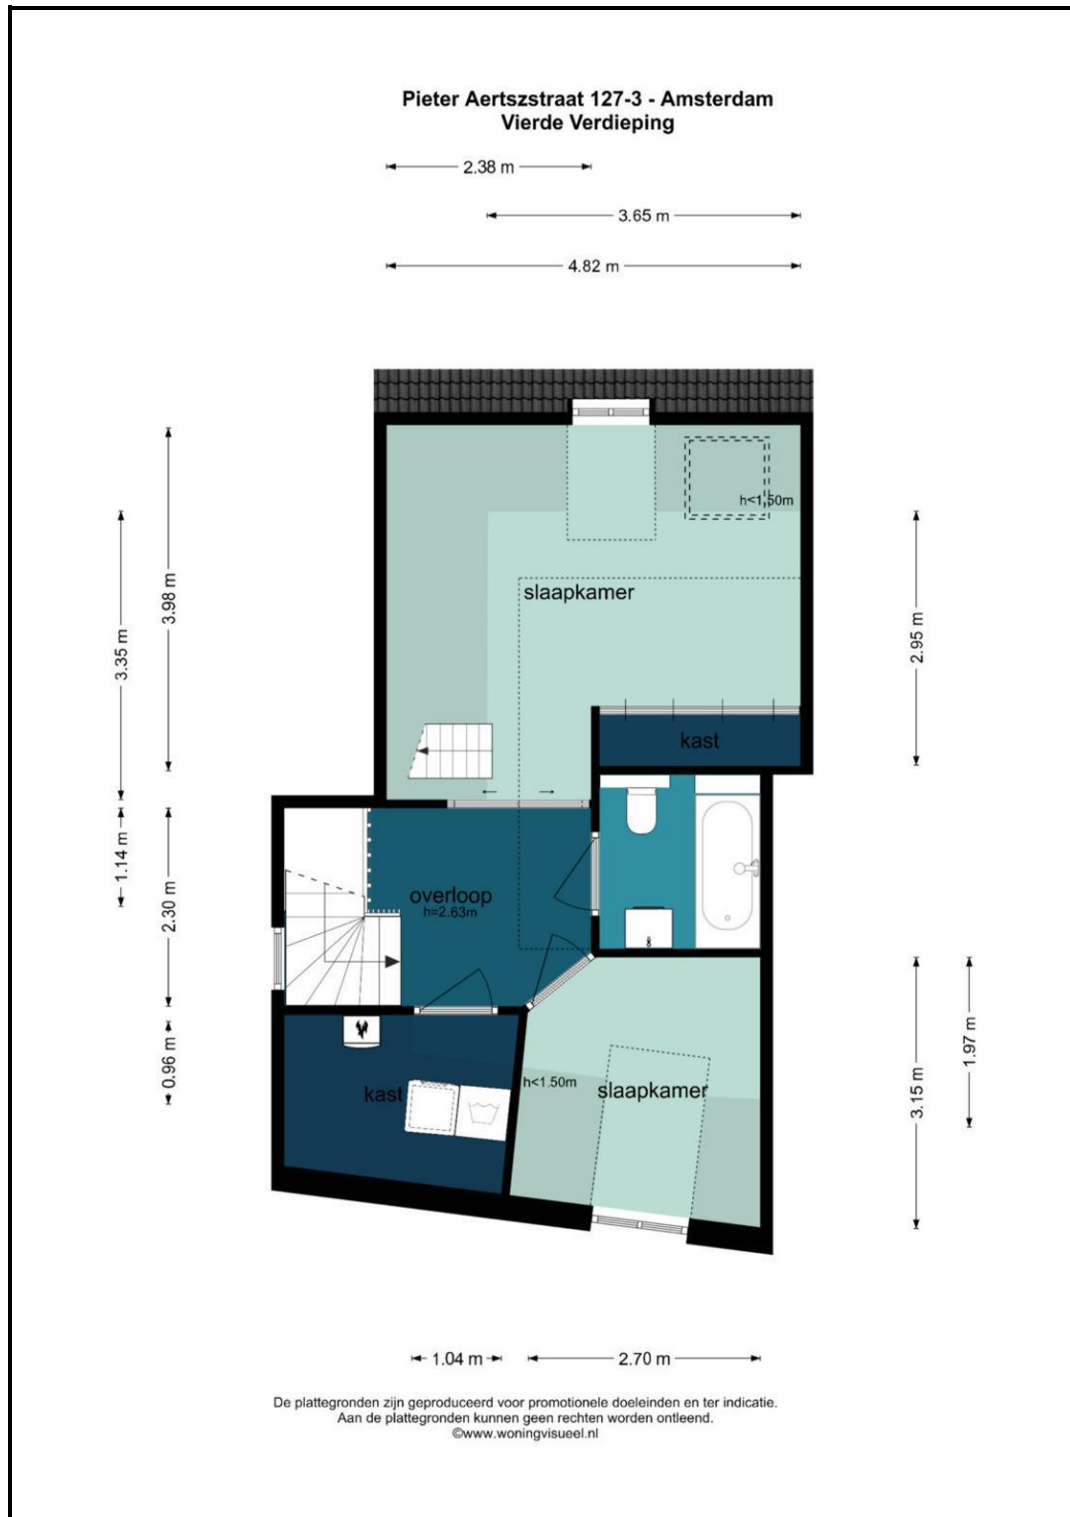 Pieter Aertszstraat 127-3 - Amsterdam
Vierde Verdieping
2.38 m
3.65 m
4.82 m
h<1.50m
3.98 m
slaapkamer
2.95 m
3.35 m
kast
1.14 m
overloop
h=2.63m
2.30 m
0.96 m
1.97 m
h<1.50m
slaapkamer
kast
3.15 m
1.04 m
2.70 m
De plattegronden zijn geproduceerd voor promotionele doeleinden en ter indicatie.
Aan de plattegronden kunnen geen rechten worden ontleend.
©www.woningvisueel.nl